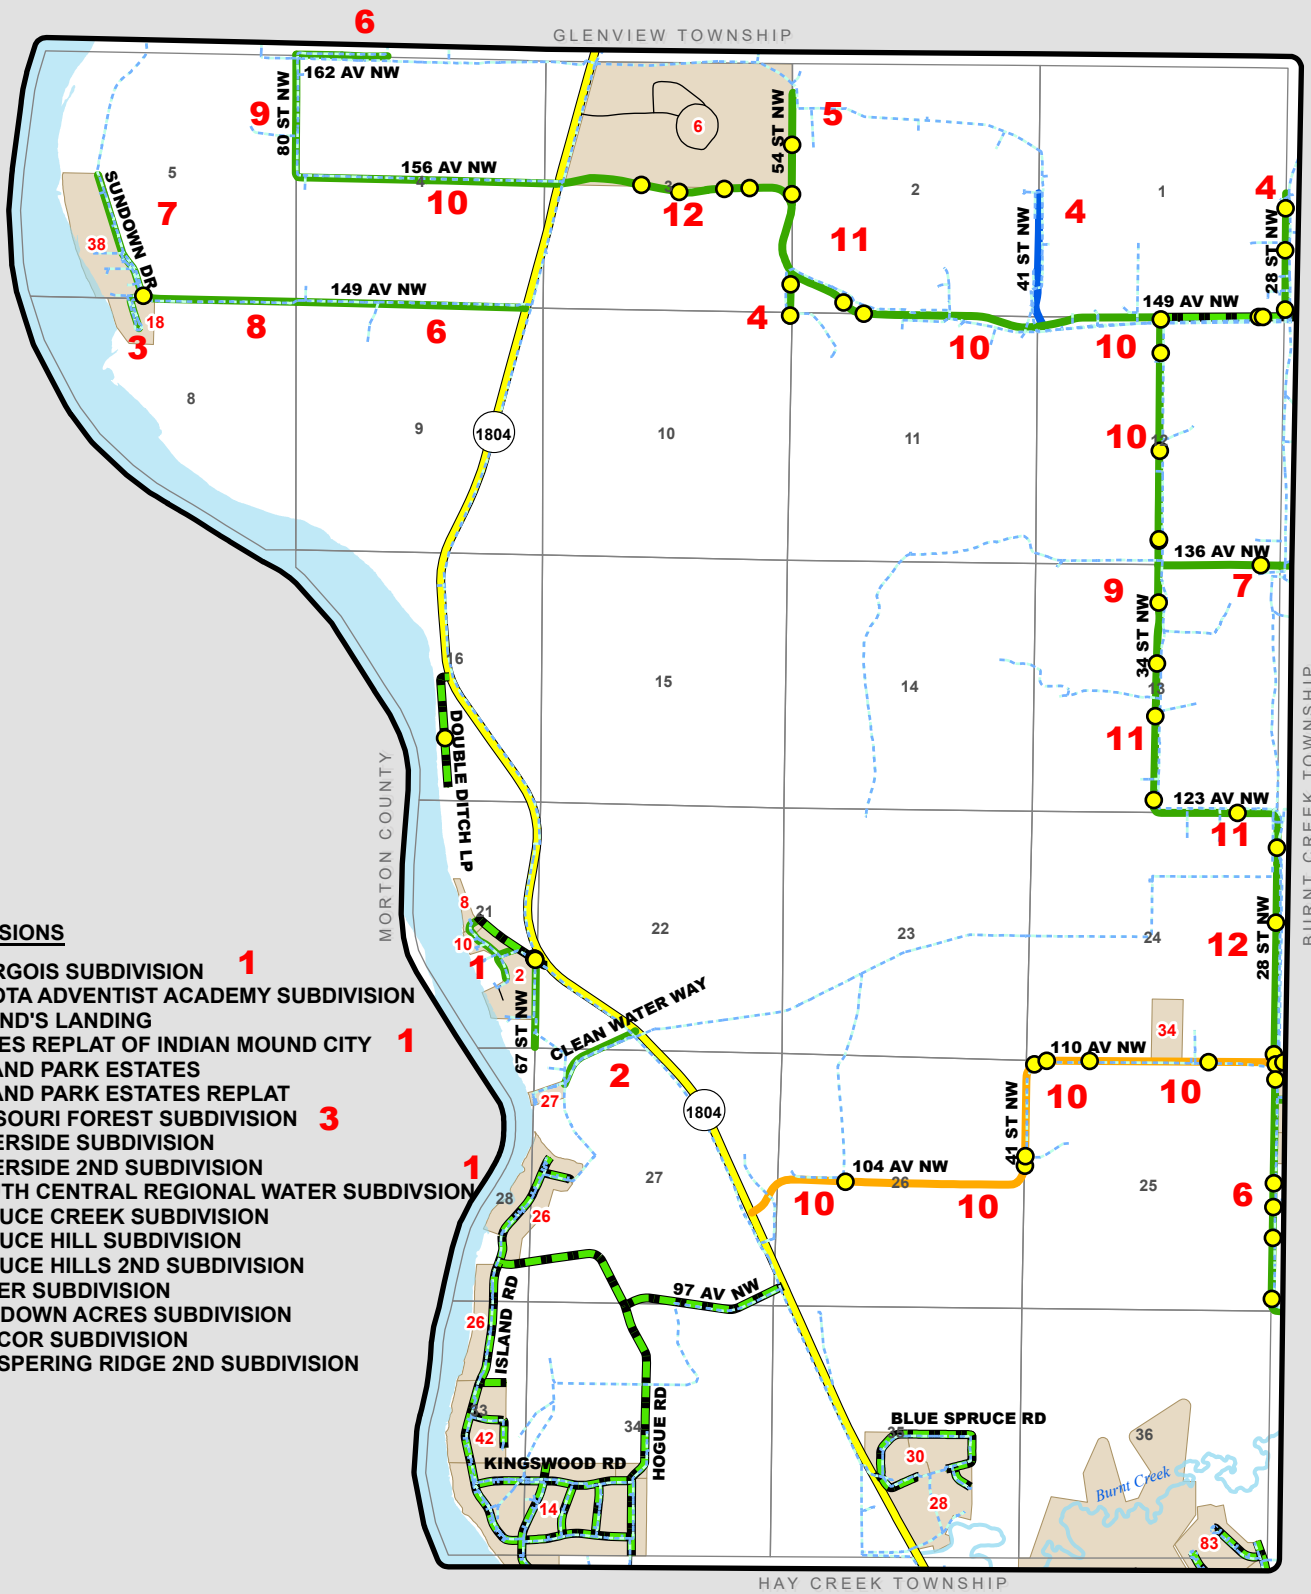 6
GLENVIEW TOWNSHIP
162 AV NW
9
80 ST NW
5
54 ST NW
6
5
156 AV NW
4
10
3
12
2
1
4
SUNDOWN DR
7
38
11
41 ST NW
4
28 ST NW
149 AV NW
149 AV NW
18
3
8
6
4
10
10
8
9
1804
10
11
10
12
136 AV NW
7
9
34 ST NW
16
15
14
13
DOUBLE DITCH LP
11
MORTON COUNTY
BURNT CREEK TOWNSHIP
123 AV NW
11
8
21
10
1
2
22
23
24
12
28 ST NW
67 ST NW
CLEAN WATER WAY
2
27
34
110 AV NW
10
10
1804
41 ST NW
104 AV NW
26
10
10
25
6
27
28
26
SIONS
RGOIS SUBDIVISION 1
OTA ADVENTIST ACADEMY SUBDIVISION
ND'S LANDING
ES REPLAT OF INDIAN MOUND CITY 1
AND PARK ESTATES
AND PARK ESTATES REPLAT
SOURI FOREST SUBDIVISION 3
ERSIDE SUBDIVISION
ERSIDE 2ND SUBDIVISION
TH CENTRAL REGIONAL WATER SUBDIVSION 1
UCE CREEK SUBDIVISION
UCE HILL SUBDIVISION
UCE HILLS 2ND SUBDIVISION
ER SUBDIVISION
DOWN ACRES SUBDIVISION
COR SUBDIVISION
SPERING RIDGE 2ND SUBDIVISION
97 AV NW
26
ISLAND RD
33
42
34
HOGUE RD
KINGSWOOD RD
14
BLUE SPRUCE RD
35
30
28
36
Burnt Creek
83
HAY CREEK TOWNSHIP